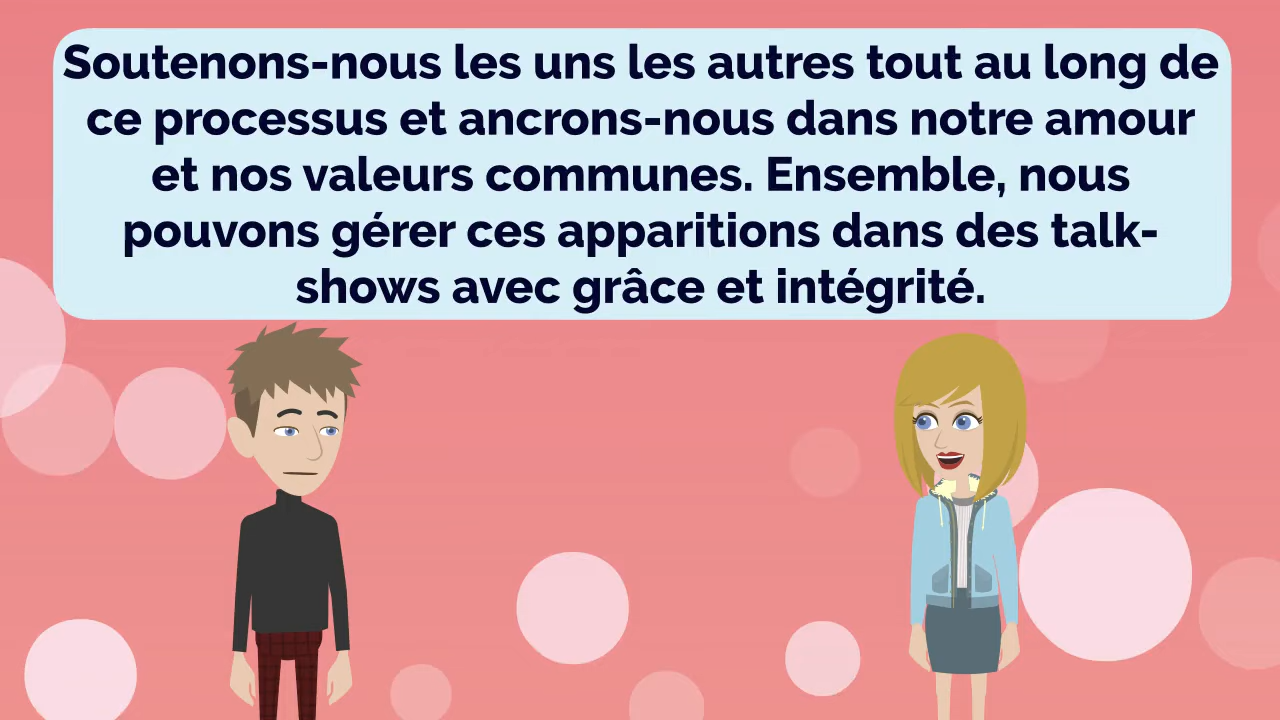 Soutenons-nous les uns les autres tout au long de
ce processus et ancrons-nous dans notre amour
et nos valeurs communes. Ensemble, nous
pouvons gérer ces apparitions dans des talk-
shows avec grâce et intégrité.